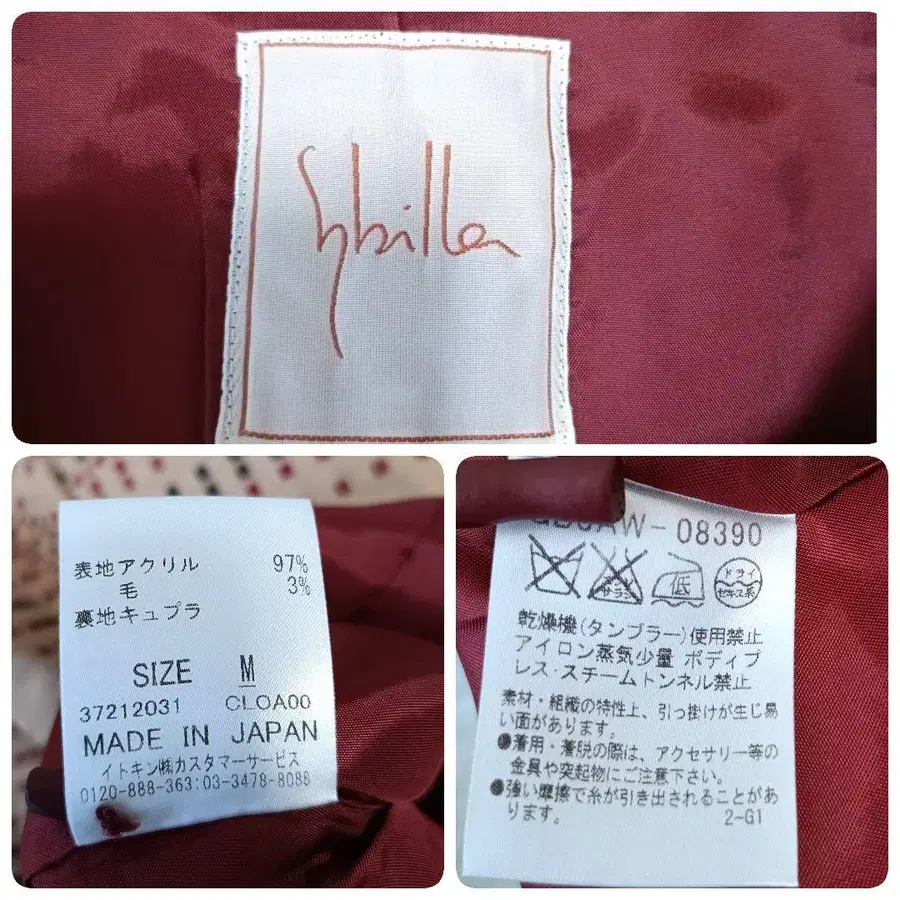 Sybilla
表地アクリル 97%
毛 3%
裏地キュプラ
SIZE M
37212031 CLOA00
MADE IN JAPAN
イトキン㈱カスタマーサービス
0120-888-363:03-3478-8088
W-08390
サラシ
低
ドライ
セキユ系
乾燥機(タンブラー)使用禁止
アイロン蒸気少量 ボディプ
レス・スチームトンネル禁止
素材・組織の特性上、引っ掛けが生じ易
い面があります。
●着用・着脱の際は、アクセサリー等の
金具や突起物にご注意下さい。
●強い摩擦で糸が引き出されることがあ
ります。
2-G1